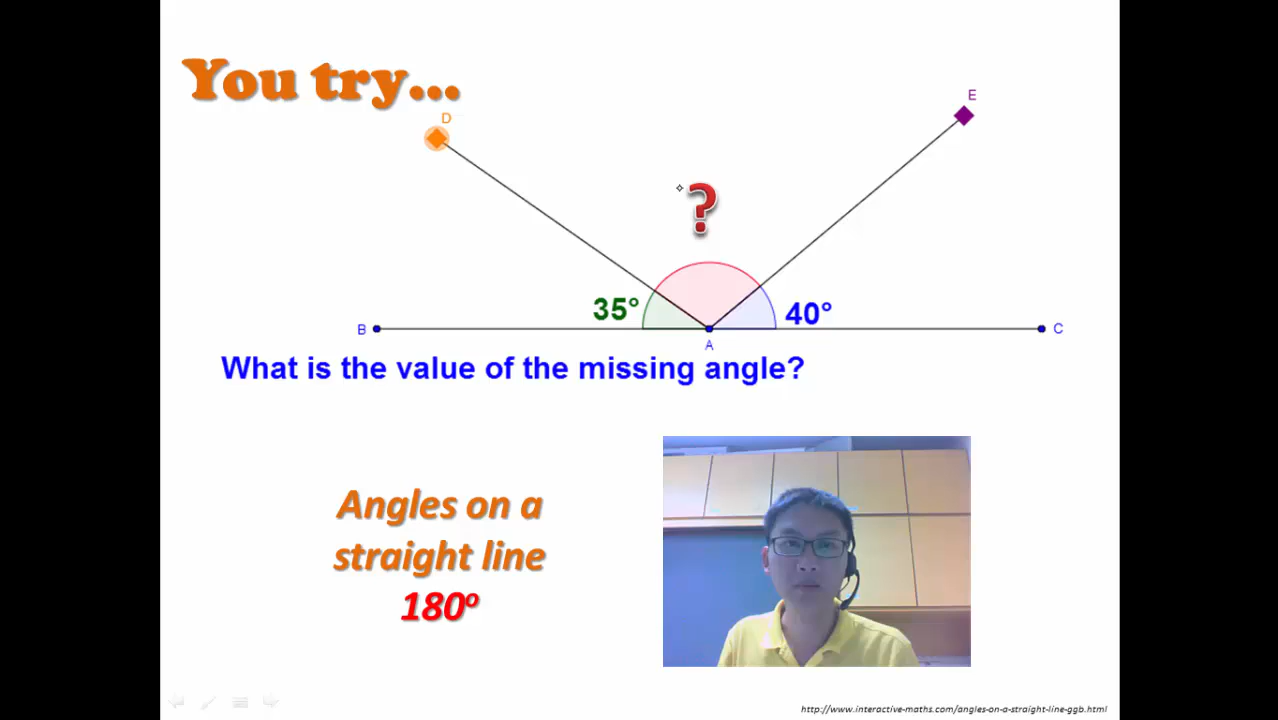 You try...
D
E
?
35°
40°
B
A
C
What is the value of the missing angle?
Angles on a
straight line
180º
http://www.interactive-maths.com/angles-on-a-straight-line-ggb.html